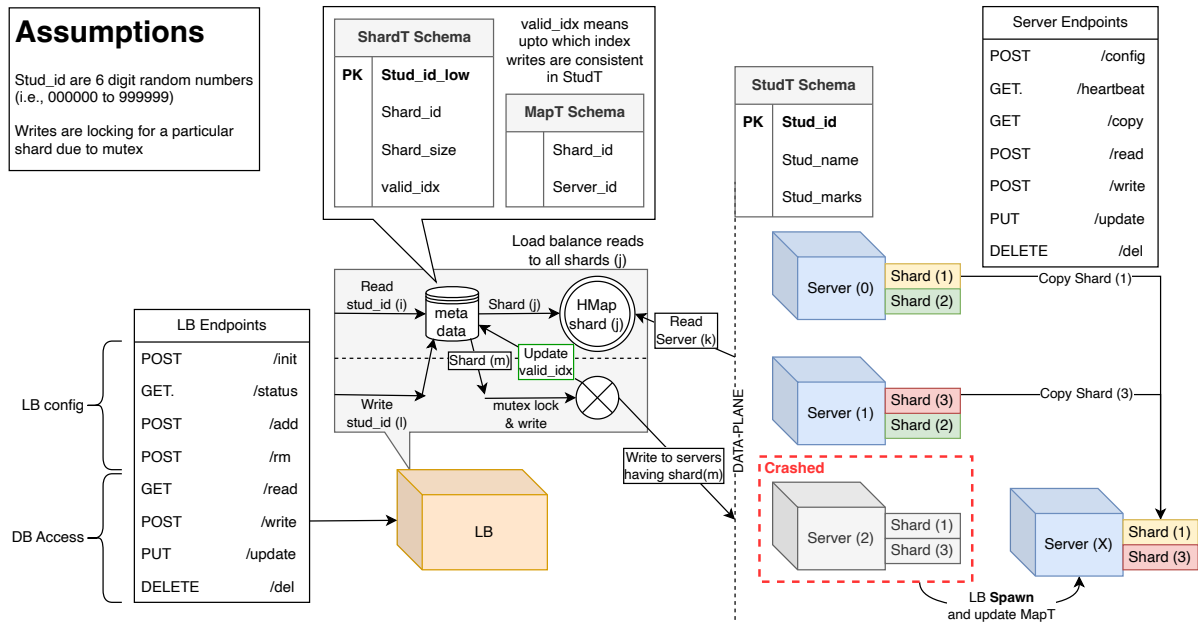 Assumptions
Stud_id are 6 digit random numbers
(i.e., 000000 to 999999)
Writes are locking for a particular
shard due to mutex
ShardT Schema
PK Stud_id_low
Shard_id
Shard_size
valid_idx
valid_idx means
upto which index
writes are consistent
in StudT
MapT Schema
Shard_id
Server_id
StudT Schema
PK Stud_id
Stud_name
Stud_marks
Server Endpoints
POST /config
GET. /heartbeat
GET /copy
POST /read
POST /write
PUT /update
DELETE /del
Load balance reads
to all shards (j)
Read
stud_id (i)
meta
data
Shard (j)
HMap
shard (j)
Read
Server (k)
Shard (m)
Update
valid_idx
Write
stud_id (l)
mutex lock
& write
Write to servers
having shard(m)
DATA-PLANE
LB Endpoints
POST /init
GET. /status
POST /add
POST /rm
GET /read
POST /write
PUT /update
DELETE /del
LB config
DB Access
LB
Server (0)
Shard (1)
Shard (2)
Copy Shard (1)
Server (1)
Shard (3)
Shard (2)
Copy Shard (3)
Crashed
Server (2)
Shard (1)
Shard (3)
Server (X)
Shard (1)
Shard (3)
LB Spawn
and update MapT